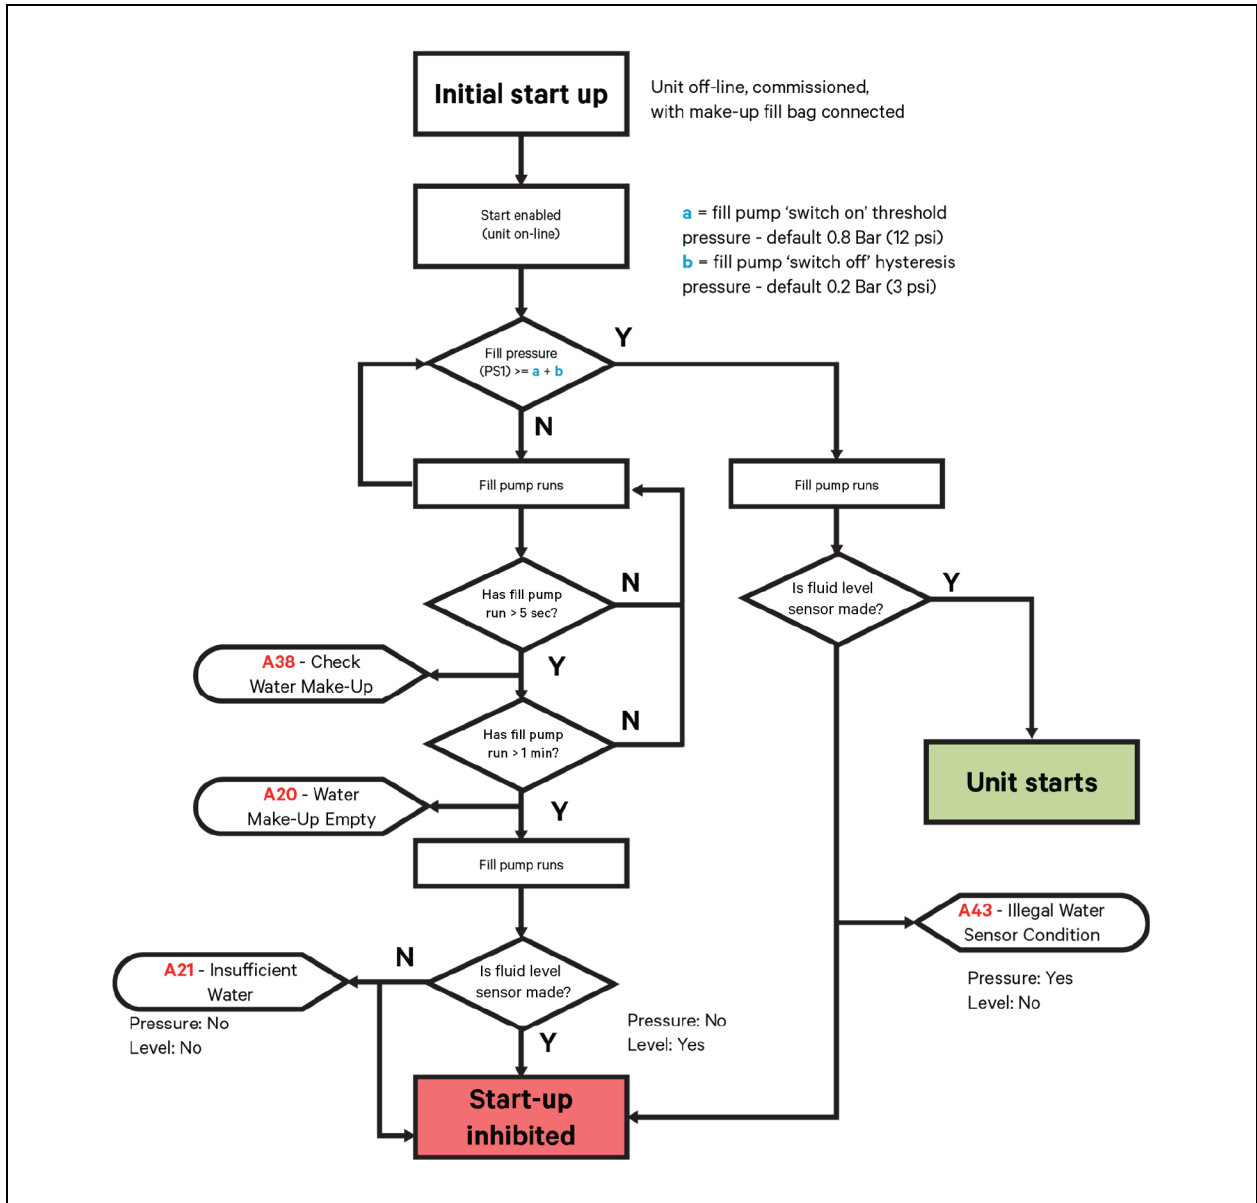 Initial start up
Unit off-line, commissioned,
with make-up fill bag connected
Start enabled
(unit on-line)
a = fill pump ‘switch on’ threshold
pressure - default 0.8 Bar (12 psi)
b = fill pump ‘switch off’ hysteresis
pressure - default 0.2 Bar (3 psi)
Fill pressure
(PS1) >= a + b
Y
N
Fill pump runs
Fill pump runs
Has fill pump
run > 5 sec?
N
Is fluid level
sensor made?
Y
A38 - Check
Water Make-Up
Y
Has fill pump
run > 1 min?
N
A20 - Water
Make-Up Empty
Y
Unit starts
Fill pump runs
A43 - Illegal Water
Sensor Condition
Pressure: Yes
Level: No
A21 - Insufficient
Water
Pressure: No
Level: No
N
Is fluid level
sensor made?
Pressure: No
Level: Yes
Y
Start-up
inhibited